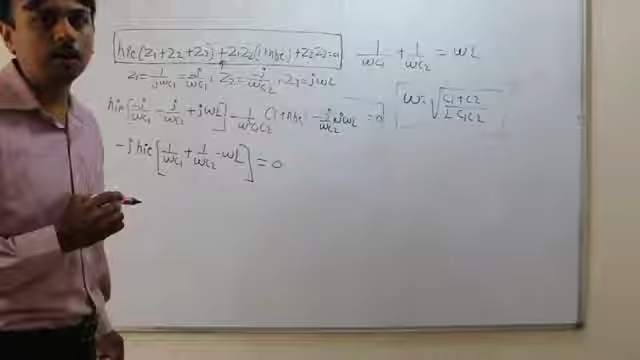 hie(Z1+Z2+Z3)+Z1Z2(1+hfe)+Z2Z3=0
Z1=1/jωC1=-j/ωC1, Z2=-j/ωC2, Z3=jωL
hie[-j/ωC1 - j/ωC2 + jωL] - 1/ω²C1C2 (1+hfe) - j/ωC2 jωL = 0
-jhie[1/ωC1 + 1/ωC2 - ωL] = 0
1/ωC1 + 1/ωC2 = ωL
ω=√(C1+C2/LC1C2)